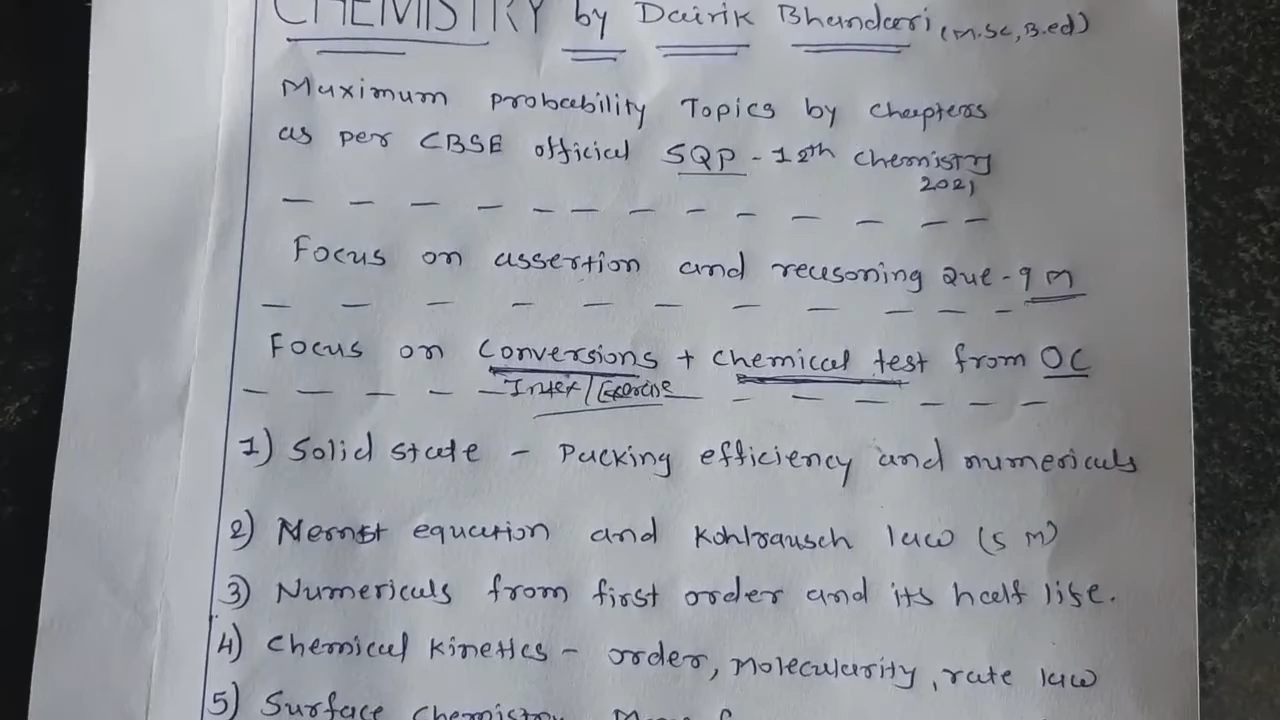 CHEMISTRY by Dairik Bhandari (M.Sc, B.ed)
Maximum probability Topics by chapters
as per CBSE official SQP - 12th chemistry
2021
Focus on assertion and reasoning Que - 9 M
Focus on conversions + chemical test from OC
Intext/Exercise
1) Solid state - Packing efficiency and numericals
2) Nernst equation and Kohlrausch law (5 M)
3) Numericals from first order and its half life.
4) Chemical Kinetics - order, Molecularity, rate law
5) Surface Chemistry